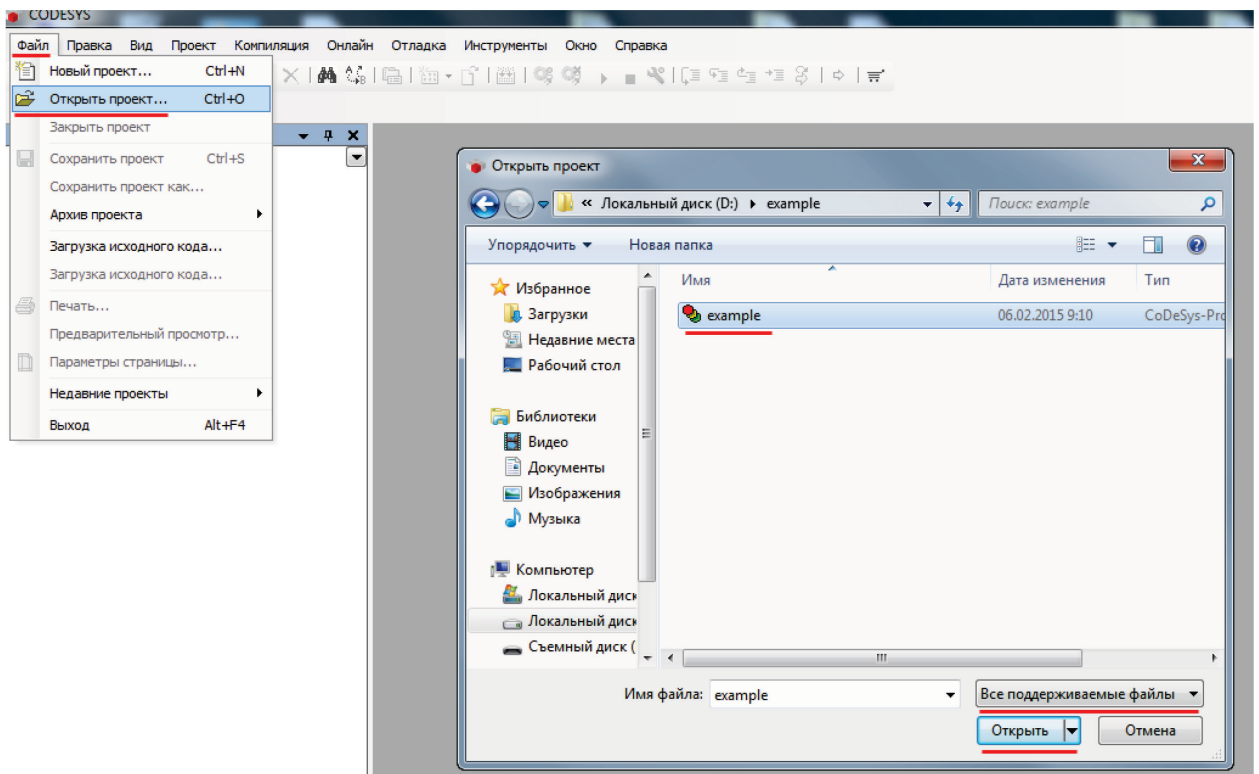 CODESYS
Файл Правка Вид Проект Компиляция Онлайн Отладка Инструменты Окно Справка
Новый проект... Ctrl+N
Открыть проект... Ctrl+O
Закрыть проект
Сохранить проект Ctrl+S
Сохранить проект как...
Архив проекта
Загрузка исходного кода...
Загрузка исходного кода...
Печать...
Предварительный просмотр...
Параметры страницы...
Недавние проекты
Выход Alt+F4
Открыть проект
« Локальный диск (D:) example
Поиск: example
Упорядочить Новая папка
Имя Дата изменения Тип
example 06.02.2015 9:10 CoDeSys-Pro
Избранное
Загрузки
Недавние места
Рабочий стол
Библиотеки
Видео
Документы
Изображения
Музыка
Компьютер
Локальный диск
Локальный диск
Съемный диск (
Имя файла: example
Все поддерживаемые файлы
Открыть Отмена